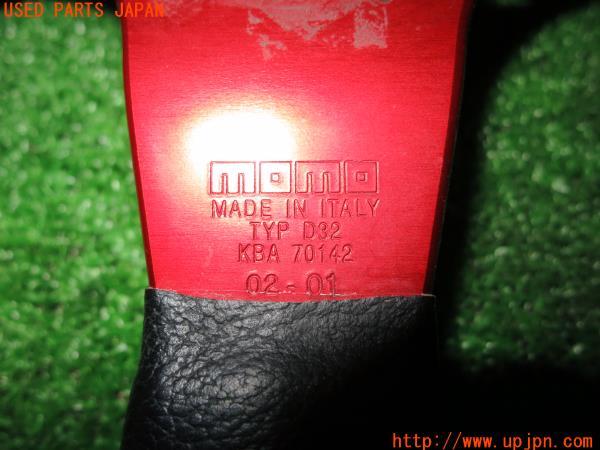 USED PARTS JAPAN
momo
MADE IN ITALY
TYP D32
KBA 70142
02-01
http://www.upjpn.com/